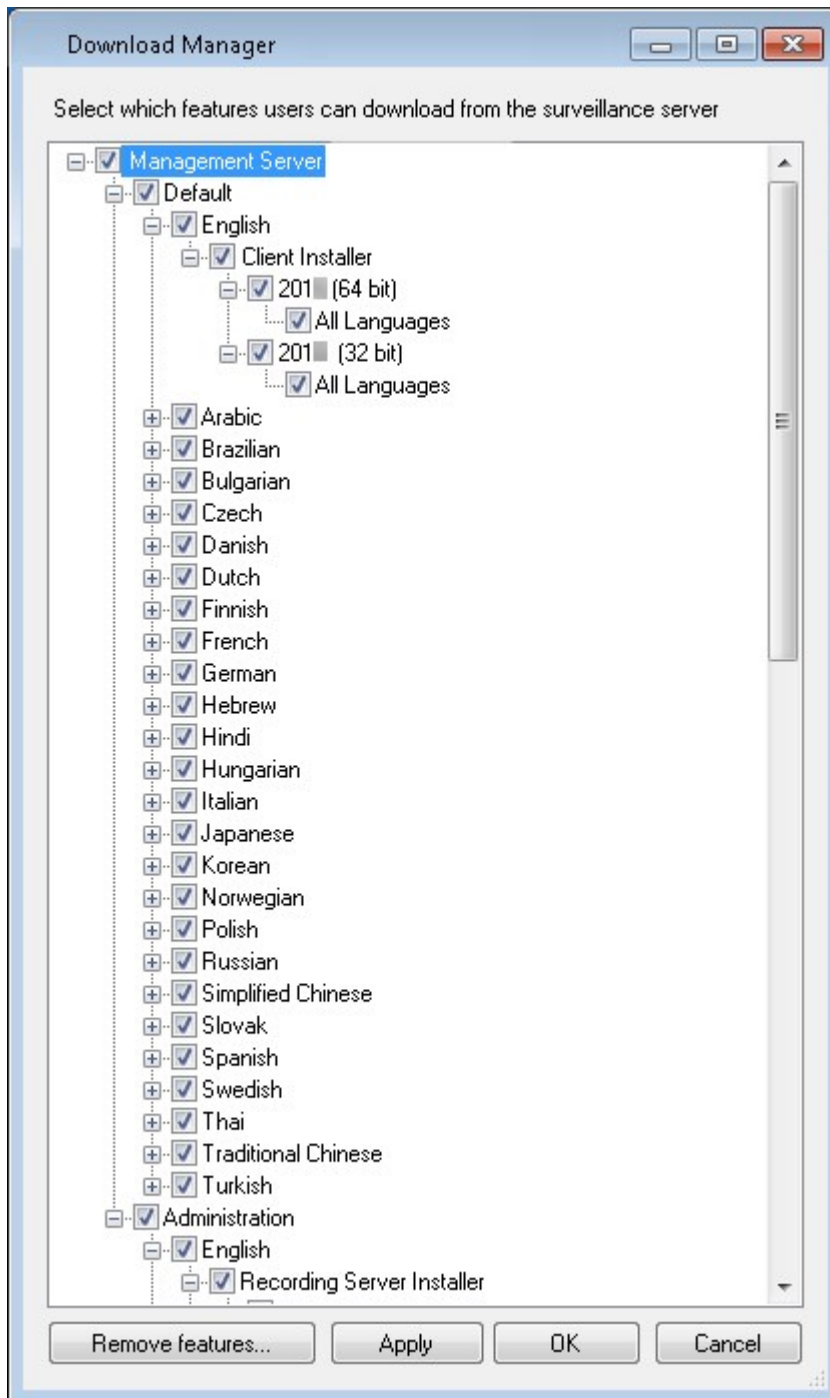 Download Manager
Select which features users can download from the surveillance server
Management Server
Default
English
Client Installer
201 (64 bit)
All Languages
201 (32 bit)
All Languages
Arabic
Brazilian
Bulgarian
Czech
Danish
Dutch
Finnish
French
German
Hebrew
Hindi
Hungarian
Italian
Japanese
Korean
Norwegian
Polish
Russian
Simplified Chinese
Slovak
Spanish
Swedish
Thai
Traditional Chinese
Turkish
Administration
English
Recording Server Installer
Remove features... Apply OK Cancel